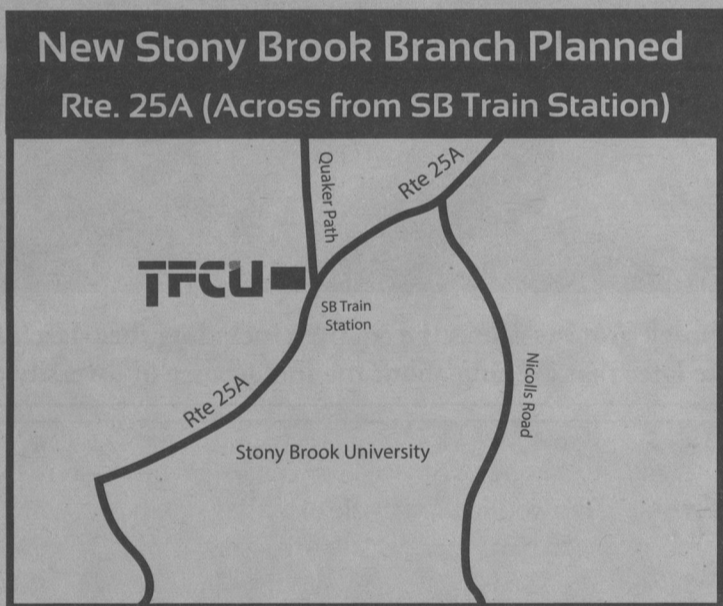 New Stony Brook Branch Planned
Rte. 25A (Across from SB Train Station)
Quaker Path
Rte 25A
TFCU
SB Train
Station
Nicolls Road
Rte 25A
Stony Brook University